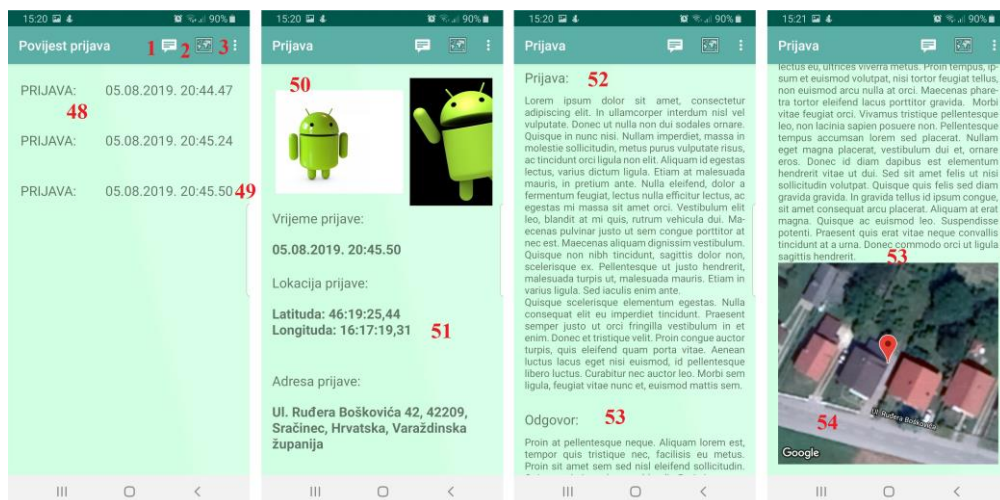 15:20
90%
Povijest prijava
1
2
3
PRIJAVA: 05.08.2019. 20:44.47
48
PRIJAVA: 05.08.2019. 20:45.24
PRIJAVA: 05.08.2019. 20:45.50
49
15:20
90%
Prijava
50
Vrijeme prijave:
05.08.2019. 20:45.50
Lokacija prijave:
Latituda: 46:19:25,44
Longituda: 16:17:19,31
51
Adresa prijave:
Ul. Ruđera Boškovića 42, 42209,
Sračinec, Hrvatska, Varaždinska
županija
15:20
90%
Prijava
Prijava:
52
Lorem ipsum dolor sit amet, consectetur
adipiscing elit. In ullamcorper interdum nisl vel
vulputate. Donec ut nulla non dui sodales ornare.
Quisque in nunc nisi. Nullam imperdiet, massa in
molestie sollicitudin, metus purus vulputate risus,
ac tincidunt orci ligula non elit. Aliquam id egestas
lectus, varius dictum ligula. Etiam at malesuada
mauris, in pretium ante. Nulla eleifend, dolor a
fermentum feugiat, lectus nulla efficitur lectus, ac
egestas mi massa sit amet orci. Vestibulum elit
leo, blandit at mi quis, rutrum vehicula dui. Ma-
ecenas pulvinar justo ut sem congue porttitor at
nec est. Maecenas aliquam dignissim vestibulum.
Quisque non nibh tincidunt, sagittis dolor non,
scelerisque ex. Pellentesque ut justo hendrerit,
malesuada turpis ut, malesuada mauris. Etiam in
varius ligula. Sed iaculis enim ante.
Quisque scelerisque elementum egestas. Nulla
consequat elit eu imperdiet tincidunt. Praesent
semper justo ut orci fringilla vestibulum in et
enim. Donec et tristique velit. Proin congue auctor
turpis, quis eleifend quam porta vitae. Aenean
luctus lacus eget nisi euismod, id pellentesque
libero luctus. Curabitur nec auctor leo. Morbi sem
ligula, feugiat vitae nunc et, euismod mattis sem.
Odgovor:
53
Proin at pellentesque neque. Aliquam lorem est,
tempor quis tristique nec, facilisis eu metus.
Proin sit amet sem sed nisl eleifend sollicitudin.
15:21
90%
Prijava
lectus eu, ultrices viverra metus. Proin tempus, ip-
sum et euismod volutpat, nisi tortor feugiat tellus,
non euismod arcu nulla at orci. Maecenas phare-
tra tortor eleifend lacus porttitor gravida. Morbi
vitae feugiat orci. Vivamus tristique pellentesque
leo, non lacinia sapien posuere non. Pellentesque
tempus accumsan lorem sed placerat. Nullam
eget magna placerat, vestibulum dui et, ornare
eros. Donec id diam dapibus est elementum
hendrerit vitae ut dui. Sed sit amet felis ut nisi
sollicitudin volutpat. Quisque quis felis sed diam
gravida gravida. In gravida tellus id ipsum congue,
sit amet consequat arcu placerat. Aliquam at erat
magna. Quisque ac euismod leo. Suspendisse
potenti. Praesent quis erat vitae neque convallis
tincidunt at a urna. Donec commodo orci ut ligula
sagittis hendrerit.
53
Ul. Ruđera Boškovića
54
Google